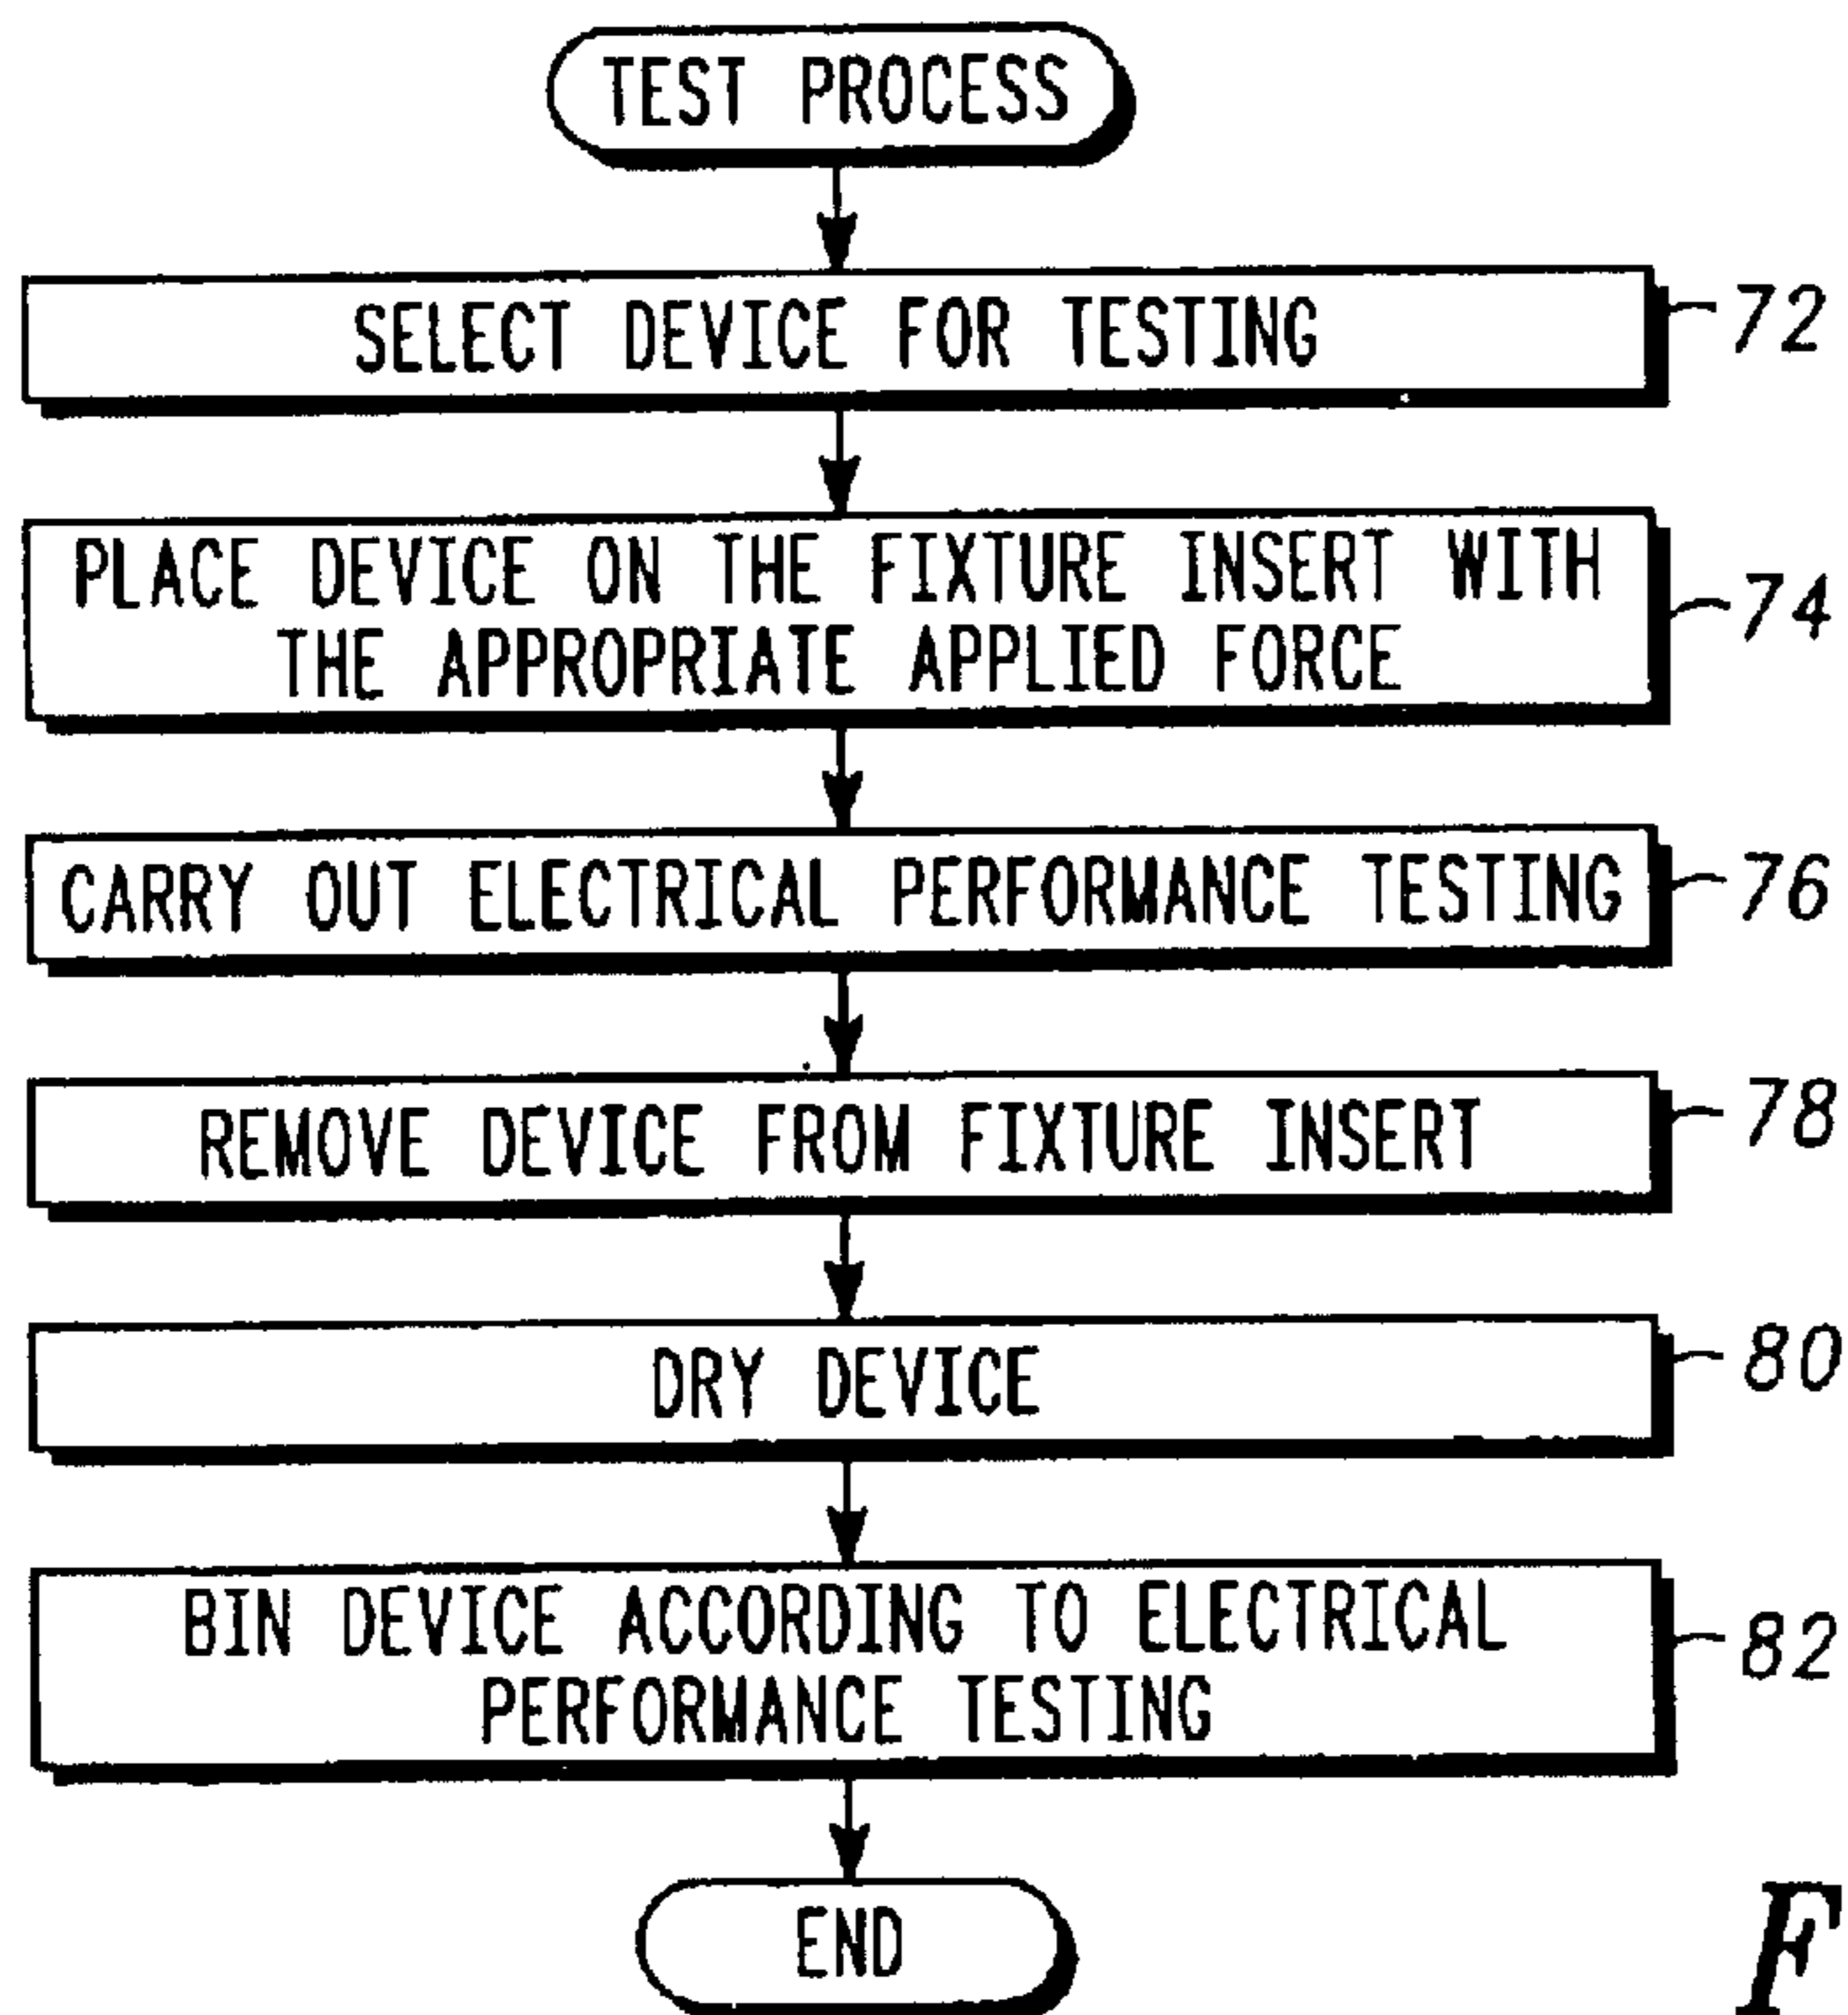 TEST PROCESS
SELECT DEVICE FOR TESTING
72
PLACE DEVICE ON THE FIXTURE INSERT WITH
THE APPROPRIATE APPLIED FORCE
74
CARRY OUT ELECTRICAL PERFORMANCE TESTING
76
REMOVE DEVICE FROM FIXTURE INSERT
78
DRY DEVICE
80
BIN DEVICE ACCORDING TO ELECTRICAL
PERFORMANCE TESTING
82
END
F